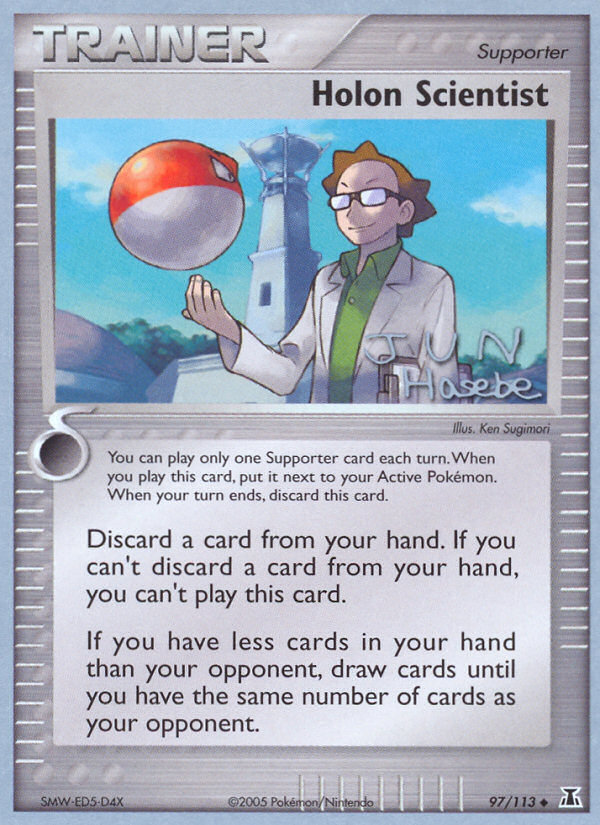 TRAINER
Supporter
Holon Scientist
JUN
Hasebe
Illus. Ken Sugimori
You can play only one Supporter card each turn. When
you play this card, put it next to your Active Pokémon.
When your turn ends, discard this card.
Discard a card from your hand. If you
can't discard a card from your hand,
you can't play this card.
If you have less cards in your hand
than your opponent, draw cards until
you have the same number of cards as
your opponent.
SMW-ED5-D4X
©2005 Pokémon/Nintendo
97/113